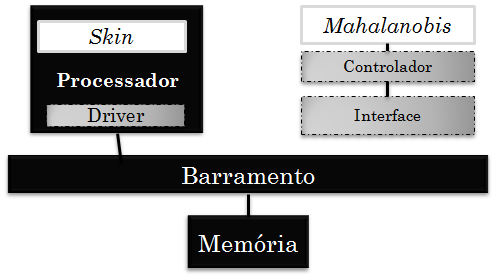 Skin
Processador
Driver
Mahalanobis
Controlador
Interface
Barramento
Memória